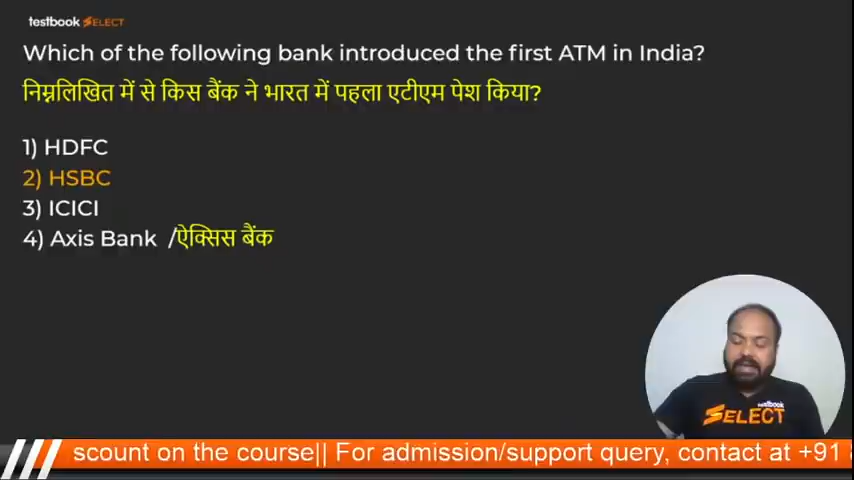 testbook SELECT
Which of the following bank introduced the first ATM in India?
निम्नलिखित में से किस बैंक ने भारत में पहला एटीएम पेश किया?
1) HDFC
2) HSBC
3) ICICI
4) Axis Bank /ऐक्सिस बैंक
testbook
SELECT
scount on the course|| For admission/support query, contact at +91